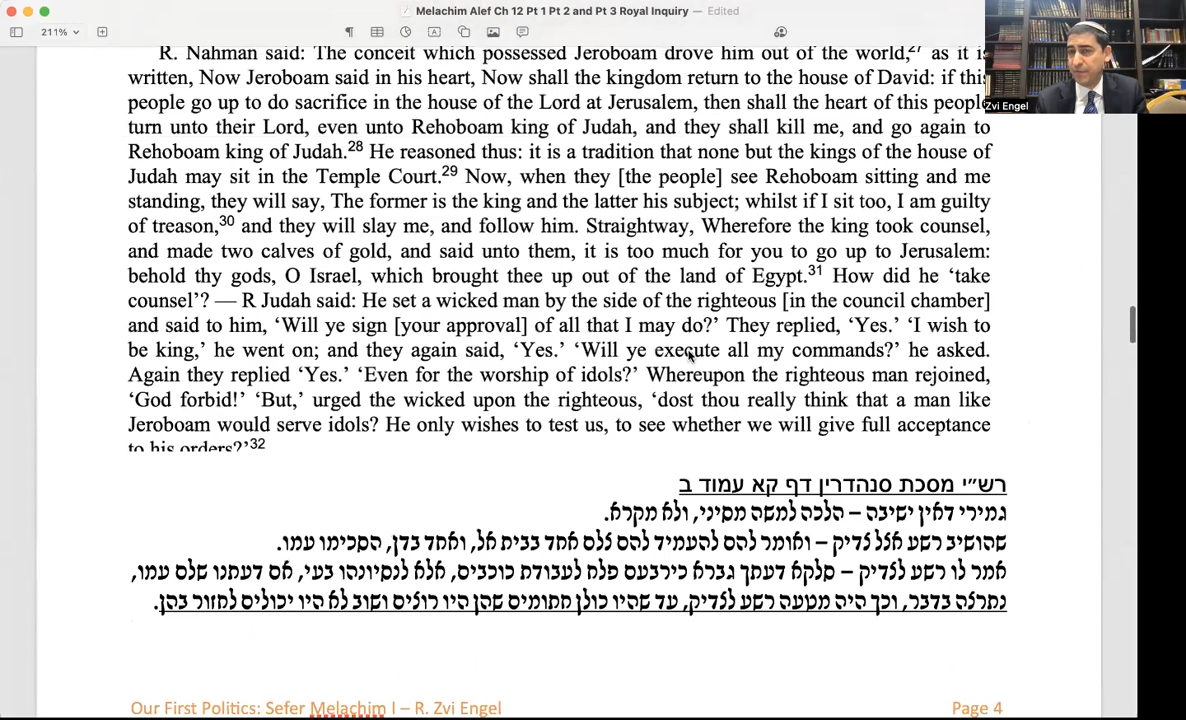 Melachim Alef Ch 12 Pt 1 Pt 2 and Pt 3 Royal Inquiry — Edited
211%
R. Nahman said: The conceit which possessed Jeroboam drove him out of the world,27 as it is
written, Now Jeroboam said in his heart, Now shall the kingdom return to the house of David: if this
people go up to do sacrifice in the house of the Lord at Jerusalem, then shall the heart of this people
turn unto their Lord, even unto Rehoboam king of Judah, and they shall kill me, and go again to
Rehoboam king of Judah.28 He reasoned thus: it is a tradition that none but the kings of the house of
Judah may sit in the Temple Court.29 Now, when they [the people] see Rehoboam sitting and me
standing, they will say, The former is the king and the latter his subject; whilst if I sit too, I am guilty
of treason,30 and they will slay me, and follow him. Straightway, Wherefore the king took counsel,
and made two calves of gold, and said unto them, it is too much for you to go up to Jerusalem:
behold thy gods, O Israel, which brought thee up out of the land of Egypt.31 How did he ‘take
counsel’? — R Judah said: He set a wicked man by the side of the righteous [in the council chamber]
and said to him, ‘Will ye sign [your approval] of all that I may do?’ They replied, ‘Yes.’ ‘I wish to
be king,’ he went on; and they again said, ‘Yes.’ ‘Will ye execute all my commands?’ he asked.
Again they replied ‘Yes.’ ‘Even for the worship of idols?’ Whereupon the righteous man rejoined,
‘God forbid!’ ‘But,’ urged the wicked upon the righteous, ‘dost thou really think that a man like
Jeroboam would serve idols? He only wishes to test us, to see whether we will give full acceptance
to his orders?’32
רש״י מסכת סנהדרין דף קא עמוד ב
גמירי דאין ישיבה – הלכה למשה מסיני, ולא מקרא.
שהושיב רשע אצל צדיק – ואומר להם להעמיד להם צלם אחד בבית אל, ואחד בדן, הסכימו עמו.
אמר לו רשע לצדיק – סלקא דעתך גברא כירבעם פלח לעבודת כוכבים, אלא לנסיונהו בעי, אם דעתנו שלם עמו,
נתרצה בדבר, וכך היה מטעה רשע לצדיק, עד שהיו כולן חתומים שהן היו רוצים ושוב לא היו יכולים לחזור בהן.
Our First Politics: Sefer Melachim I – R. Zvi Engel
Page 4
Zvi Engel